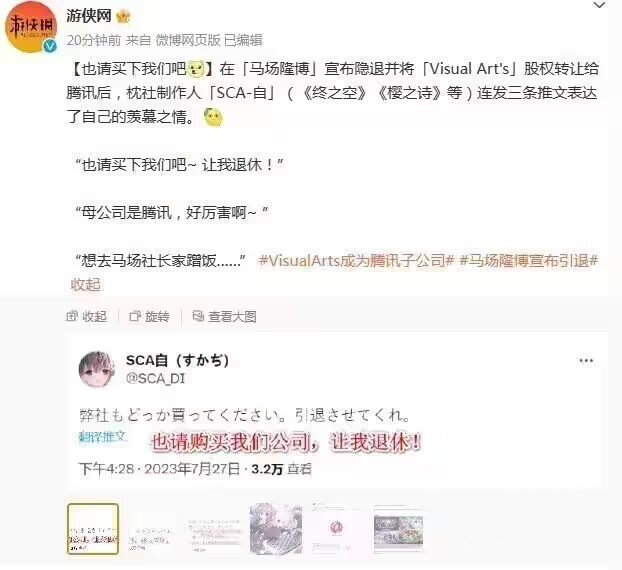 游侠网
游侠网
20分钟前 来自 微博网页版 已编辑
【也请买下我们吧】在「马场隆博」宣布隐退并将「Visual Art's」股权转让给
腾讯后，枕社制作人「SCA-自」（《终之空》《樱之诗》等）连发三条推文表达
了自己的羡慕之情。
“也请买下我们吧~ 让我退休！”
“母公司是腾讯，好厉害啊~ ”
“想去马场社长家蹭饭......” #VisualArts成为腾讯子公司# #马场隆博宣布引退#
收起
收起 旋转 查看大图
SCA自（すかぢ）
@SCA_DI
弊社もどっか買ってください。引退させてくれ。
翻译推文
也请购买我们公司，让我退休！
下午4:28 · 2023年7月27日 · 3.2万 查看